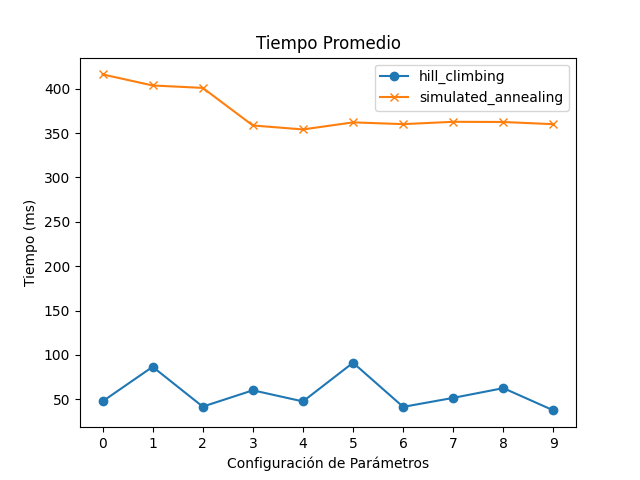 Tiempo Promedio
hill_climbing
simulated_annealing
Tiempo (ms)
400
350
300
250
200
150
100
50
0 1 2 3 4 5 6 7 8 9
Configuración de Parámetros